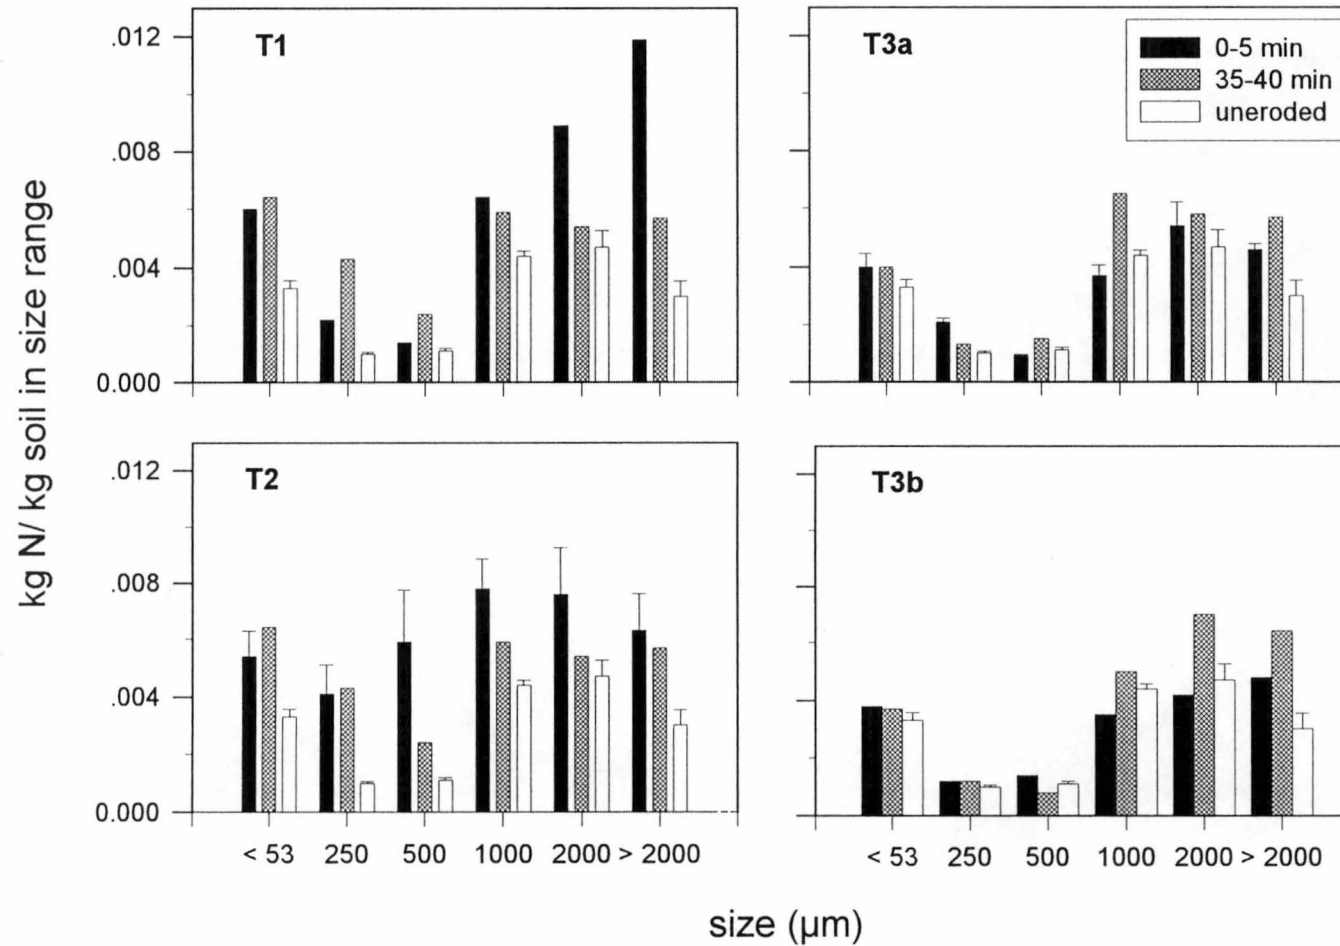 T1
T3a
0-5 min
35-40 min
uneroded
.012
.008
.004
0.000
kg N/ kg soil in size range
T2
T3b
.012
.008
.004
0.000
< 53 250 500 1000 2000 > 2000
< 53 250 500 1000 2000 > 2000
size (µm)